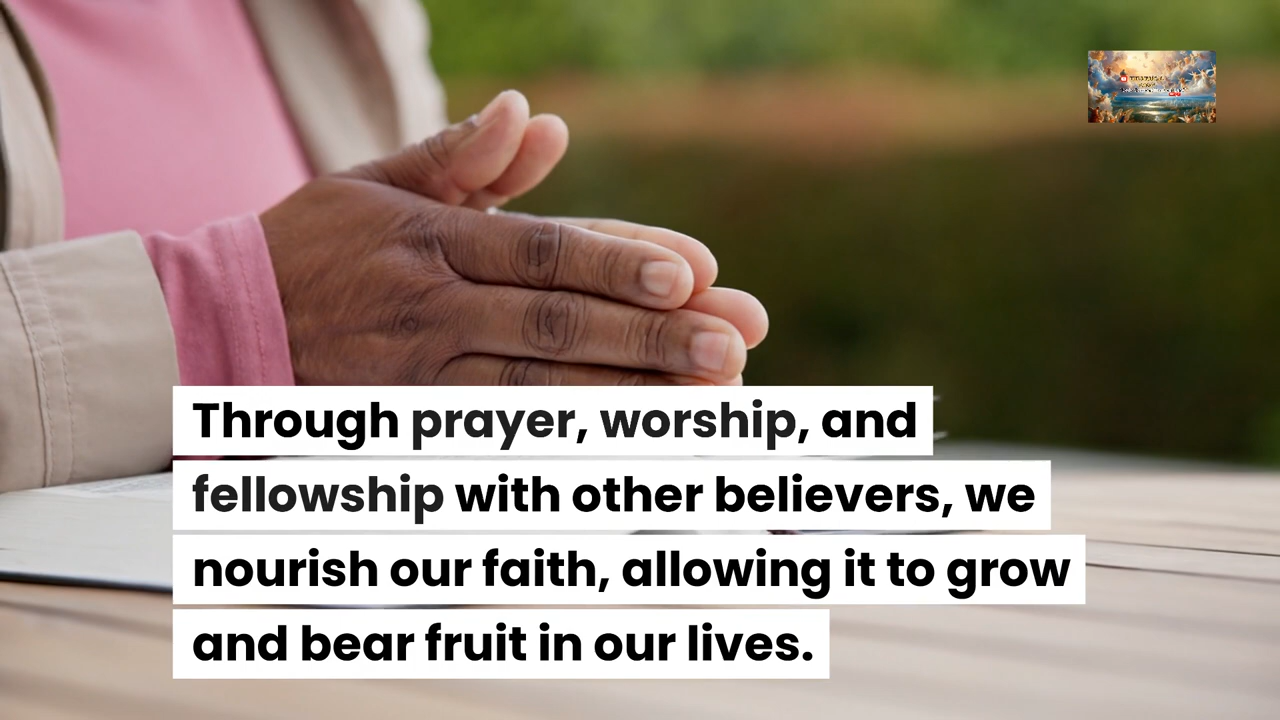 Through prayer, worship, and
fellowship with other believers, we
nourish our faith, allowing it to grow
and bear fruit in our lives.